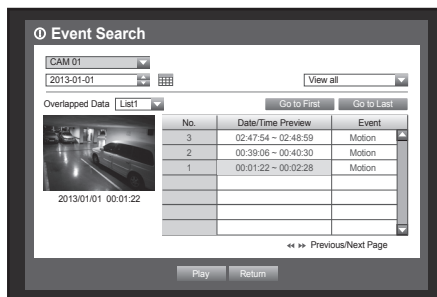 Event Search
CAM 01
2013-01-01
View all
Overlapped Data List1
Go to First Go to Last
No. Date/Time Preview Event
3 02:47:54 ~ 02:48:59 Motion
2 00:39:06 ~ 00:40:30 Motion
1 00:01:22 ~ 00:02:28 Motion
2013/01/01 00:01:22
Previous/Next Page
Play Return